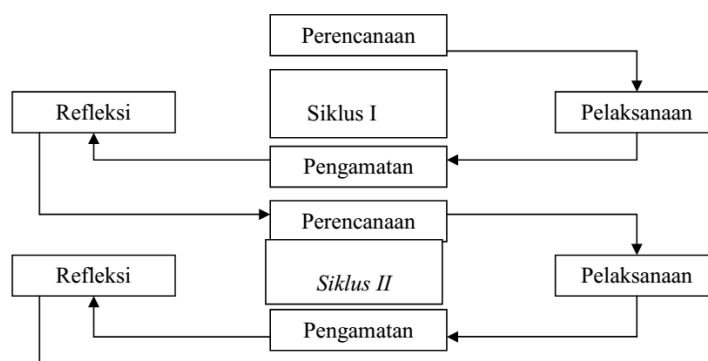 Perencanaan
Siklus I
Refleksi
Pelaksanaan
Pengamatan
Perencanaan
Refleksi
Siklus II
Pelaksanaan
Pengamatan